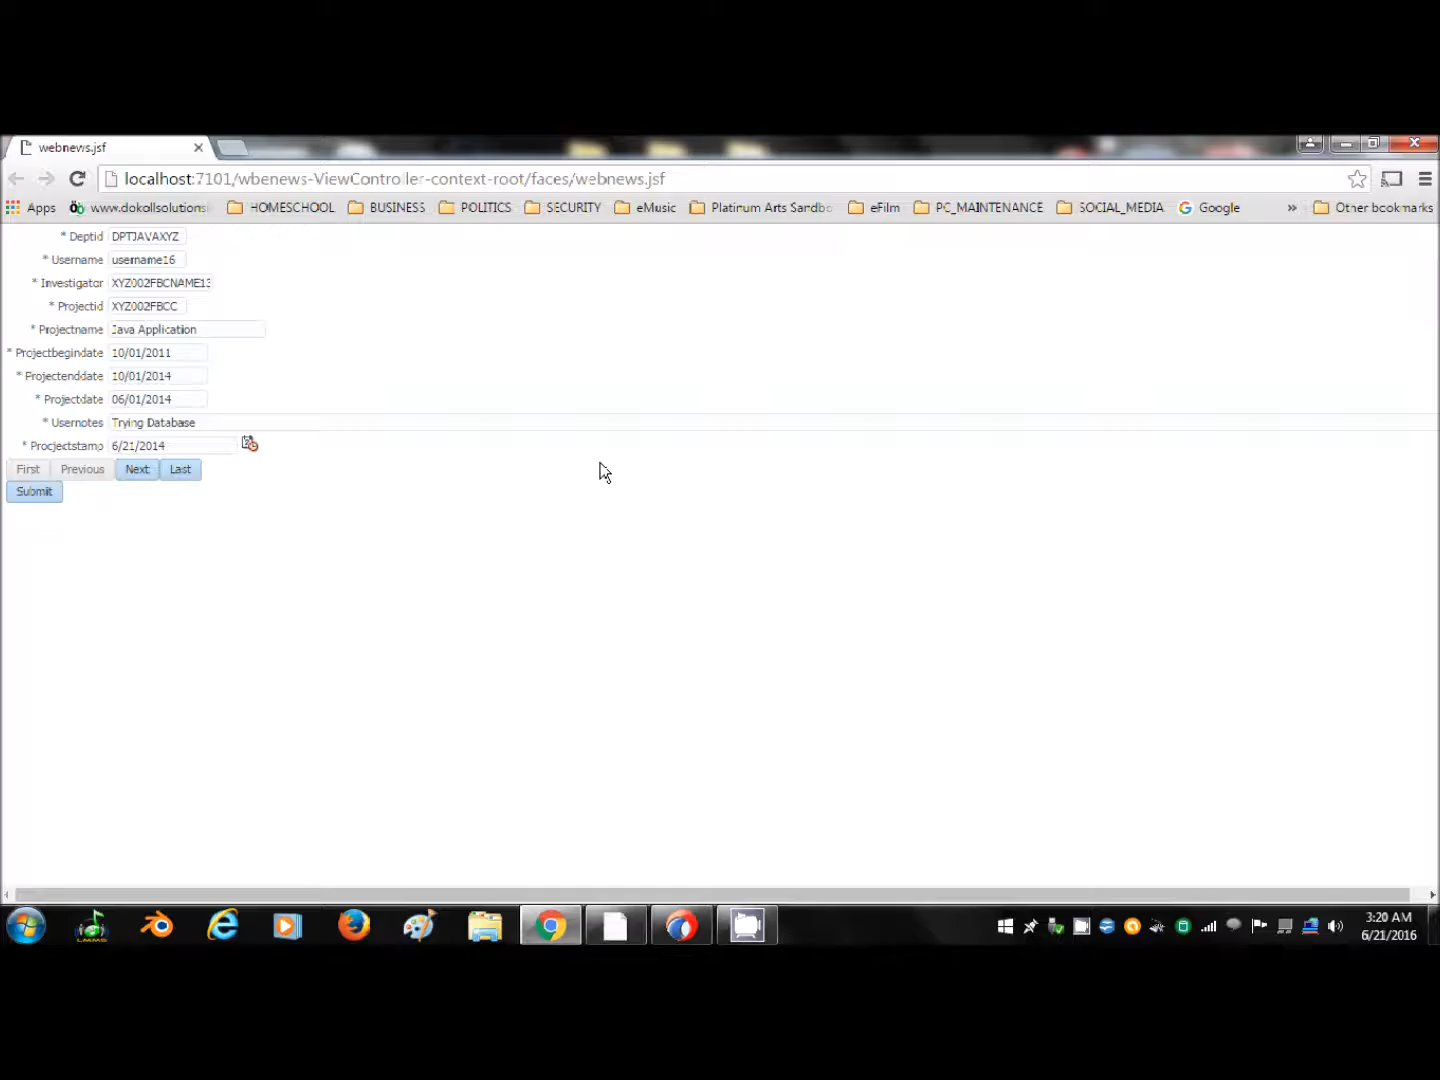 webnews.jsf
localhost:7101/wbenews-ViewController-context-root/faces/webnews.jsf
Apps www.dokollsolutions HOMESCHOOL BUSINESS POLITICS SECURITY eMusic Platinum Arts Sandbo eFilm PC_MAINTENANCE SOCIAL_MEDIA Google » Other bookmarks
* Deptid DPTJAVAXYZ
* Username username16
* Investigator XYZ002FBCNAME13
* Projectid XYZ002FBCC
* Projectname Java Application
* Projectbegindate 10/01/2011
* Projectenddate 10/01/2014
* Projectdate 06/01/2014
* Usernotes Trying Database
* Procjectstamp 6/21/2014
First Previous Next Last
Submit
LMMS
3:20 AM
6/21/2016